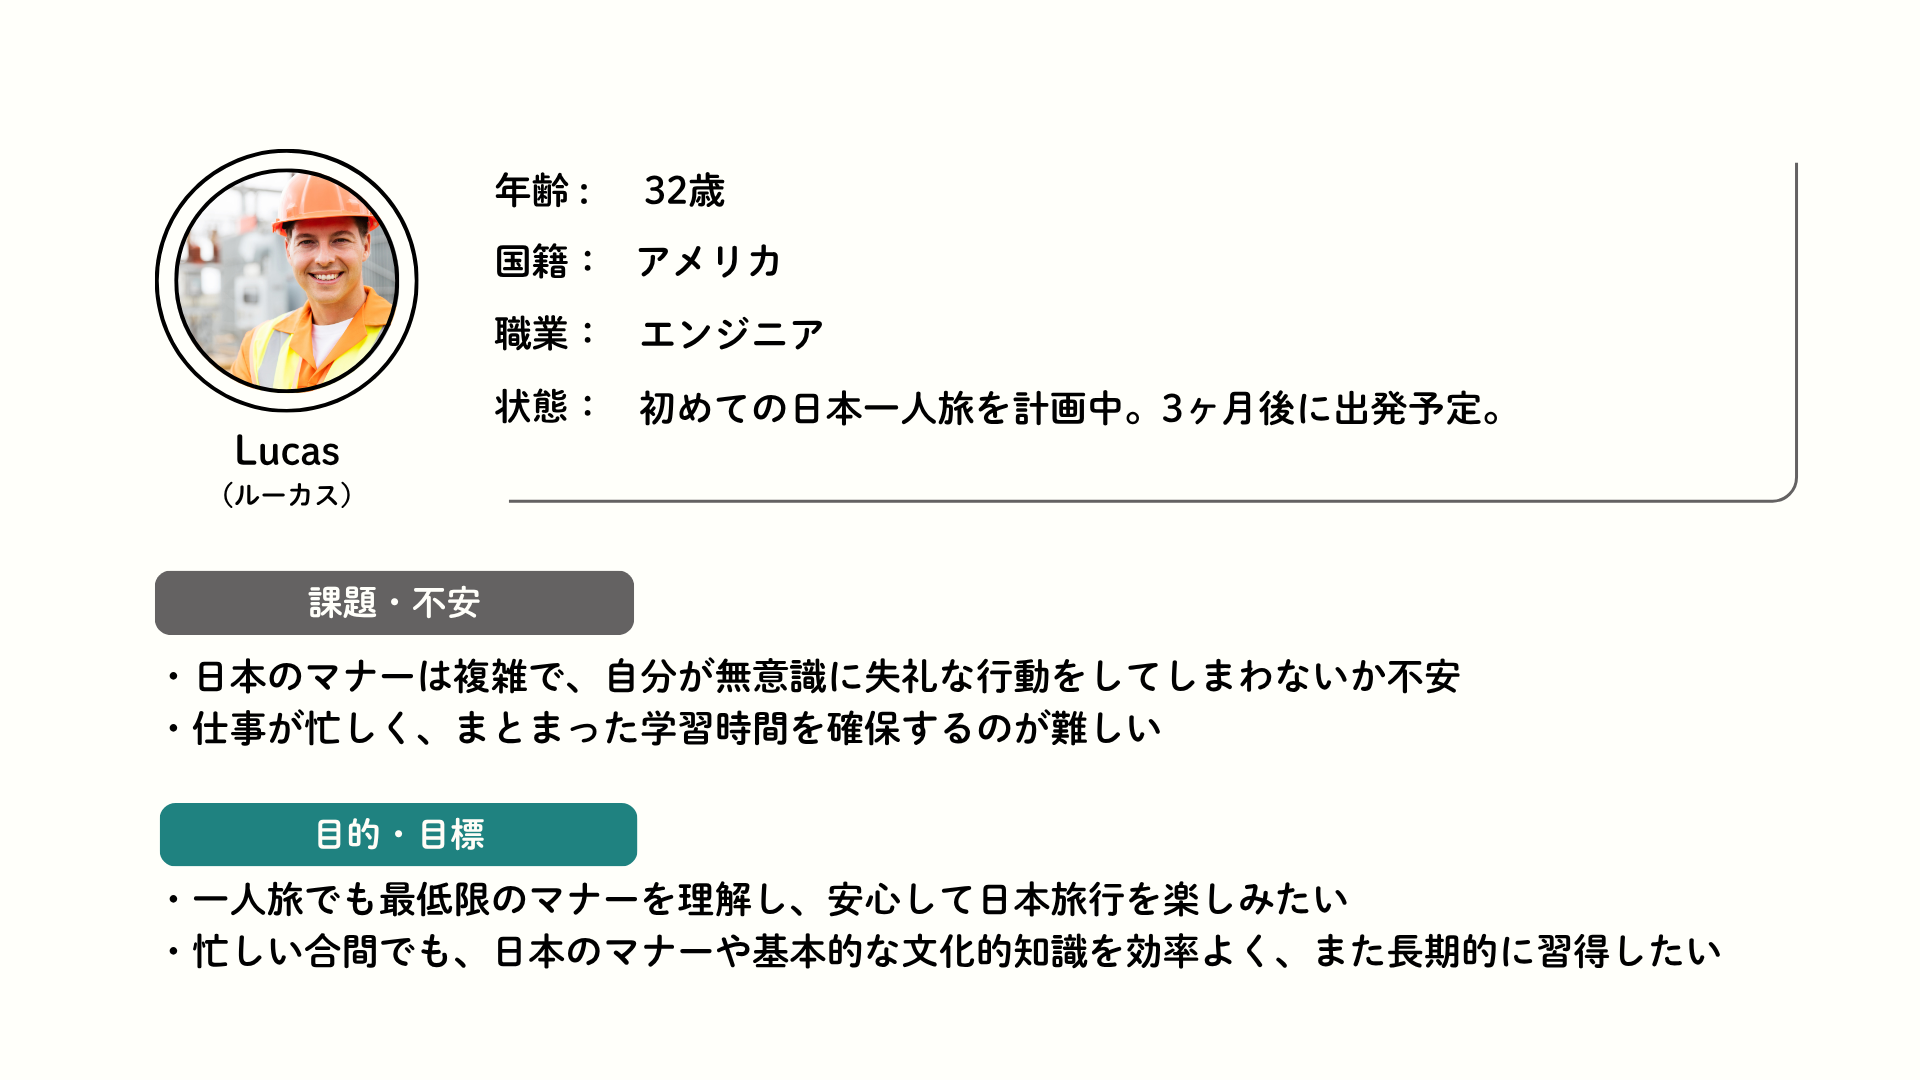 年齢： 32歳
国籍： アメリカ
職業： エンジニア
状態： 初めての日本一人旅を計画中。3ヶ月後に出発予定。
Lucas
（ルーカス）
課題・不安
・日本のマナーは複雑で、自分が無意識に失礼な行動をしてしまわないか不安
・仕事が忙しく、まとまった学習時間を確保するのが難しい
目的・目標
・一人旅でも最低限のマナーを理解し、安心して日本旅行を楽しみたい
・忙しい合間でも、日本のマナーや基本的な文化的知識を効率よく、また長期的に習得したい